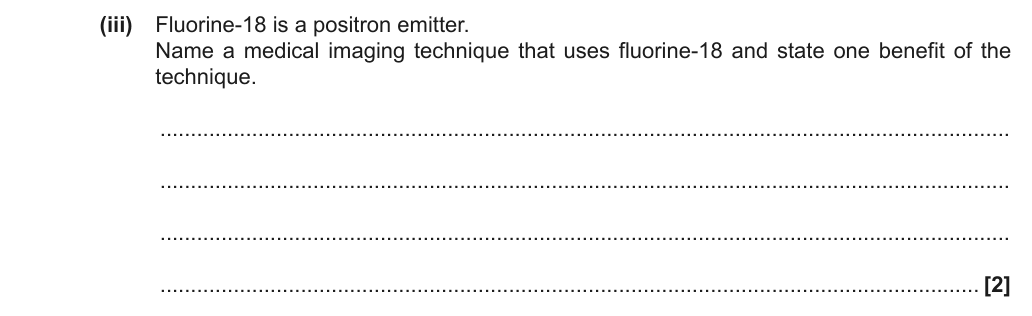 (iii) Fluorine-18 is a positron emitter.
Name a medical imaging technique that uses fluorine-18 and state one benefit of the
technique.
....................................................................................................................................
....................................................................................................................................
....................................................................................................................................
............................................................................................................................... [2]